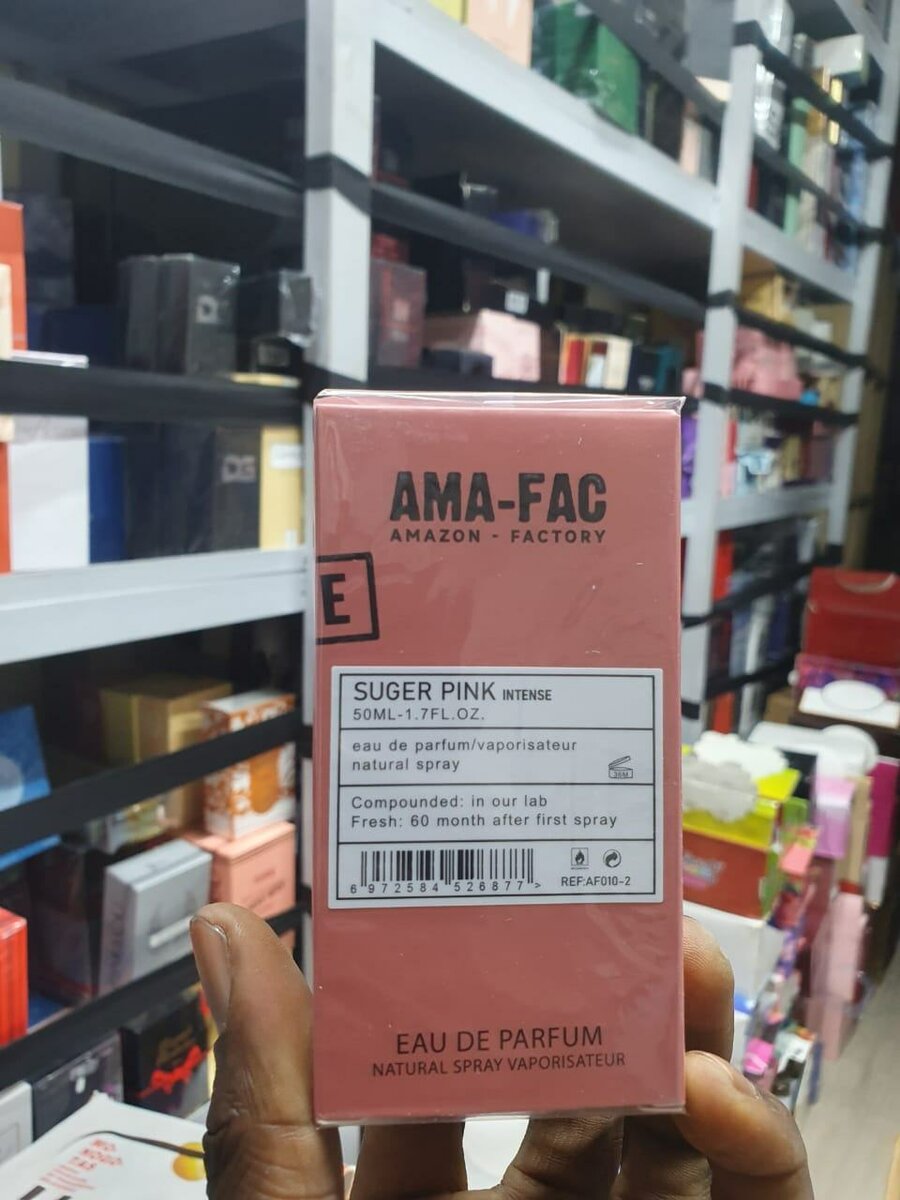 AMA-FAC
AMAZON - FACTORY
E
SUGER PINK INTENSE
50ML-1.7FL.OZ.
eau de parfum/vaporisateur
natural spray
36M
Compounded: in our lab
Fresh: 60 month after first spray
6 972584 526877 >
REF:AF010-2
EAU DE PARFUM
NATURAL SPRAY VAPORISATEUR